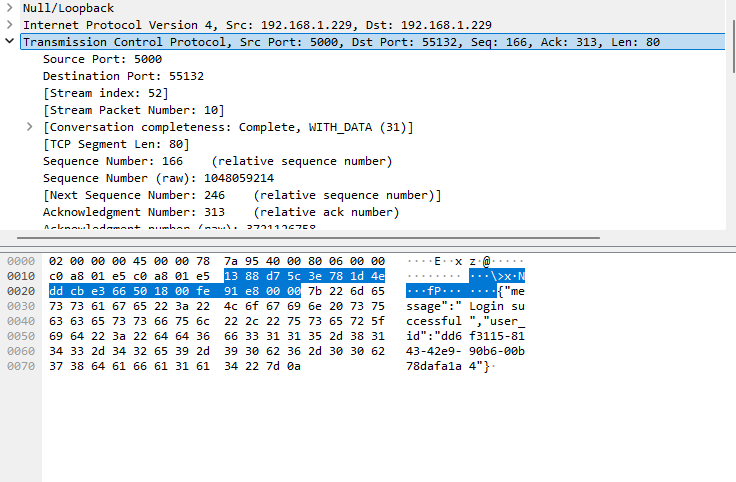 Null/Loopback
Internet Protocol Version 4, Src: 192.168.1.229, Dst: 192.168.1.229
Transmission Control Protocol, Src Port: 5000, Dst Port: 55132, Seq: 166, Ack: 313, Len: 80
Source Port: 5000
Destination Port: 55132
[Stream index: 52]
[Stream Packet Number: 10]
[Conversation completeness: Complete, WITH_DATA (31)]
[TCP Segment Len: 80]
Sequence Number: 166    (relative sequence number)
Sequence Number (raw): 1048059214
[Next Sequence Number: 246    (relative sequence number)]
Acknowledgment Number: 313    (relative ack number)
Acknowledgment number (raw): 3721126758
0000  02 00 00 00 45 00 00 78  7a 95 40 00 80 06 00 00  ····E··x z·@·····
0010  c0 a8 01 e5 c0 a8 01 e5  13 88 d7 5c 3e 78 1d 4e  ········ ···\>x·N
0020  dd cb e3 66 50 18 00 fe  91 e8 00 00 7b 22 6d 65  ···fP··· ····{"me
0030  73 73 61 67 65 22 3a 22  4c 6f 67 69 6e 20 73 75  ssage":" Login su
0040  63 63 65 73 73 66 75 6c  22 2c 22 75 73 65 72 5f  ccessful ","user_
0050  69 64 22 3a 22 64 64 36  66 33 31 31 35 2d 38 31  id":"dd6 f3115-81
0060  34 33 2d 34 32 65 39 2d  39 30 62 36 2d 30 30 62  43-42e9- 90b6-00b
0070  37 38 64 61 66 61 31 61  34 22 7d 0a  78dafa1a 4"}·